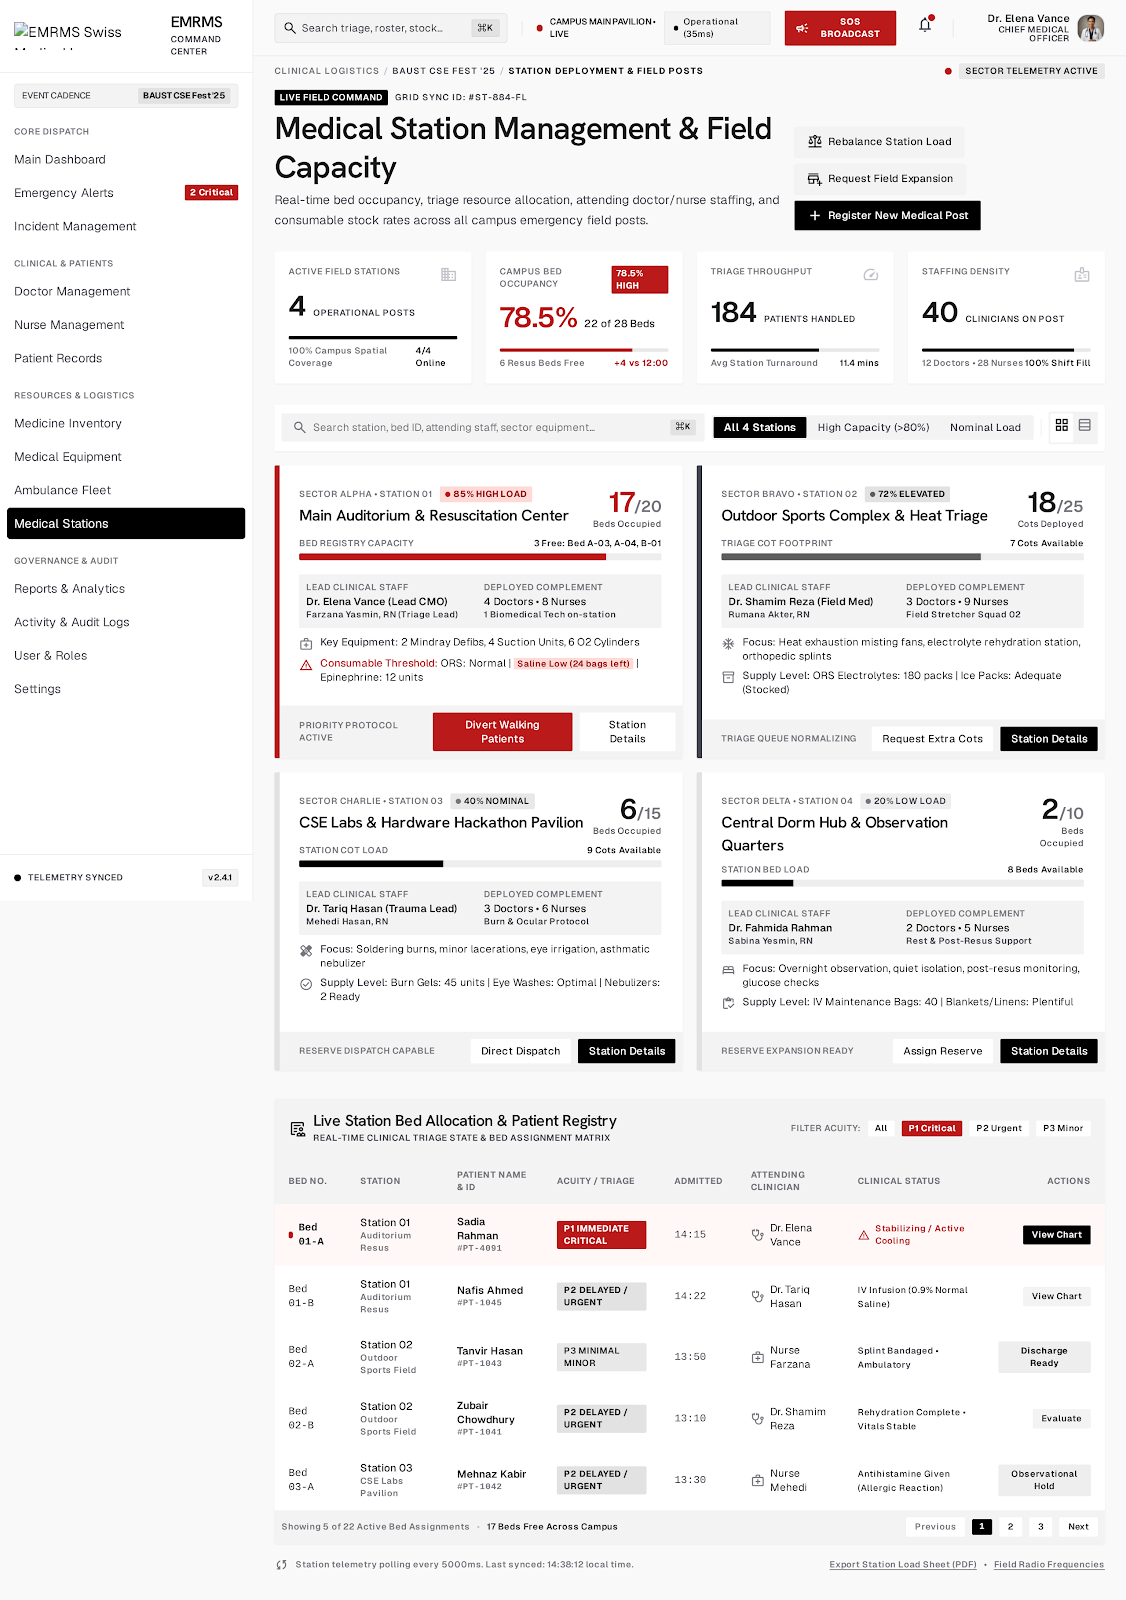 EMRMS Swiss
EMRMS
COMMAND
CENTER
EVENT CADENCE
BAUST CSE Fest '25
CORE DISPATCH
Main Dashboard
Emergency Alerts
2 Critical
Incident Management
CLINICAL & PATIENTS
Doctor Management
Nurse Management
Patient Records
RESOURCES & LOGISTICS
Medicine Inventory
Medical Equipment
Ambulance Fleet
Medical Stations
GOVERNANCE & AUDIT
Reports & Analytics
Activity & Audit Logs
User & Roles
Settings
TELEMETRY SYNCED
v2.4.1
Search triage, roster, stock...
⌘K
CAMPUS MAIN PAVILION •
LIVE
Operational
(35ms)
SOS
BROADCAST
Dr. Elena Vance
CHIEF MEDICAL
OFFICER
CLINICAL LOGISTICS / BAUST CSE FEST '25 / STATION DEPLOYMENT & FIELD POSTS
SECTOR TELEMETRY ACTIVE
LIVE FIELD COMMAND
GRID SYNC ID: #ST-884-FL
Medical Station Management & Field
Capacity
Real-time bed occupancy, triage resource allocation, attending doctor/nurse staffing, and
consumable stock rates across all campus emergency field posts.
Rebalance Station Load
Request Field Expansion
Register New Medical Post
ACTIVE FIELD STATIONS
4 OPERATIONAL POSTS
100% Campus Spatial
Coverage
4/4
Online
CAMPUS BED
OCCUPANCY
78.5%
HIGH
78.5% 22 of 28 Beds
6 Resus Beds Free
+4 vs 12:00
TRIAGE THROUGHPUT
184 PATIENTS HANDLED
Avg Station Turnaround
11.4 mins
STAFFING DENSITY
40 CLINICIANS ON POST
12 Doctors • 28 Nurses
100% Shift Fill
Search station, bed ID, attending staff, sector equipment...
⌘K
All 4 Stations
High Capacity (>80%)
Nominal Load
SECTOR ALPHA • STATION 01
85% HIGH LOAD
17/20
Main Auditorium & Resuscitation Center
Beds Occupied
BED REGISTRY CAPACITY
3 Free: Bed A-03, A-04, B-01
LEAD CLINICAL STAFF
Dr. Elena Vance (Lead CMO)
Farzana Yasmin, RN (Triage Lead)
DEPLOYED COMPLEMENT
4 Doctors • 8 Nurses
1 Biomedical Tech on-station
Key Equipment: 2 Mindray Defibs, 4 Suction Units, 6 O2 Cylinders
Consumable Threshold: ORS: Normal | Saline Low (24 bags left) |
Epinephrine: 12 units
PRIORITY PROTOCOL
ACTIVE
Divert Walking
Patients
Station
Details
SECTOR BRAVO • STATION 02
72% ELEVATED
18/25
Outdoor Sports Complex & Heat Triage
Cots Deployed
TRIAGE COT FOOTPRINT
7 Cots Available
LEAD CLINICAL STAFF
Dr. Shamim Reza (Field Med)
Rumana Akter, RN
DEPLOYED COMPLEMENT
3 Doctors • 9 Nurses
Field Stretcher Squad 02
Focus: Heat exhaustion misting fans, electrolyte rehydration station,
orthopedic splints
Supply Level: ORS Electrolytes: 180 packs | Ice Packs: Adequate
(Stocked)
TRIAGE QUEUE NORMALIZING
Request Extra Cots
Station Details
SECTOR CHARLIE • STATION 03
40% NOMINAL
6/15
CSE Labs & Hardware Hackathon Pavilion
Beds Occupied
STATION COT LOAD
9 Cots Available
LEAD CLINICAL STAFF
Dr. Tariq Hasan (Trauma Lead)
Mehedi Hasan, RN
DEPLOYED COMPLEMENT
3 Doctors • 6 Nurses
Burn & Ocular Protocol
Focus: Soldering burns, minor lacerations, eye irrigation, asthmatic
nebulizer
Supply Level: Burn Gels: 45 units | Eye Washes: Optimal | Nebulizers:
2 Ready
RESERVE DISPATCH CAPABLE
Direct Dispatch
Station Details
SECTOR DELTA • STATION 04
20% LOW LOAD
2/10
Central Dorm Hub & Observation
Quarters
Beds
Occupied
STATION BED LOAD
8 Beds Available
LEAD CLINICAL STAFF
Dr. Fahmida Rahman
Sabina Yesmin, RN
DEPLOYED COMPLEMENT
2 Doctors • 5 Nurses
Rest & Post-Resus Support
Focus: Overnight observation, quiet isolation, post-resus monitoring,
glucose checks
Supply Level: IV Maintenance Bags: 40 | Blankets/Linens: Plentiful
RESERVE EXPANSION READY
Assign Reserve
Station Details
Live Station Bed Allocation & Patient Registry
REAL-TIME CLINICAL TRIAGE STATE & BED ASSIGNMENT MATRIX
FILTER ACUITY:
All
P1 Critical
P2 Urgent
P3 Minor
BED NO.
STATION
PATIENT NAME
& ID
ACUITY / TRIAGE
ADMITTED
ATTENDING
CLINICIAN
CLINICAL STATUS
ACTIONS
Bed
01-A
Station 01
Auditorium
Resus
Sadia
Rahman
#PT-4091
P1 IMMEDIATE
CRITICAL
14:15
Dr. Elena
Vance
Stabilizing / Active
Cooling
View Chart
Bed
01-B
Station 01
Auditorium
Resus
Nafis Ahmed
#PT-1045
P2 DELAYED /
URGENT
14:22
Dr. Tariq
Hasan
IV Infusion (0.9% Normal
Saline)
View Chart
Bed
02-A
Station 02
Outdoor
Sports Field
Tanvir Hasan
#PT-1043
P3 MINIMAL
MINOR
13:50
Nurse
Farzana
Splint Bandaged •
Ambulatory
Discharge
Ready
Bed
02-B
Station 02
Outdoor
Sports Field
Zubair
Chowdhury
#PT-1041
P2 DELAYED /
URGENT
13:10
Dr. Shamim
Reza
Rehydration Complete •
Vitals Stable
Evaluate
Bed
03-A
Station 03
CSE Labs
Pavilion
Mehnaz Kabir
#PT-1042
P2 DELAYED /
URGENT
13:30
Nurse
Mehedi
Antihistamine Given
(Allergic Reaction)
Observational
Hold
Showing 5 of 22 Active Bed Assignments · 17 Beds Free Across Campus
Previous
1
2
3
Next
Station telemetry polling every 5000ms. Last synced: 14:38:12 local time.
Export Station Load Sheet (PDF) • Field Radio Frequencies